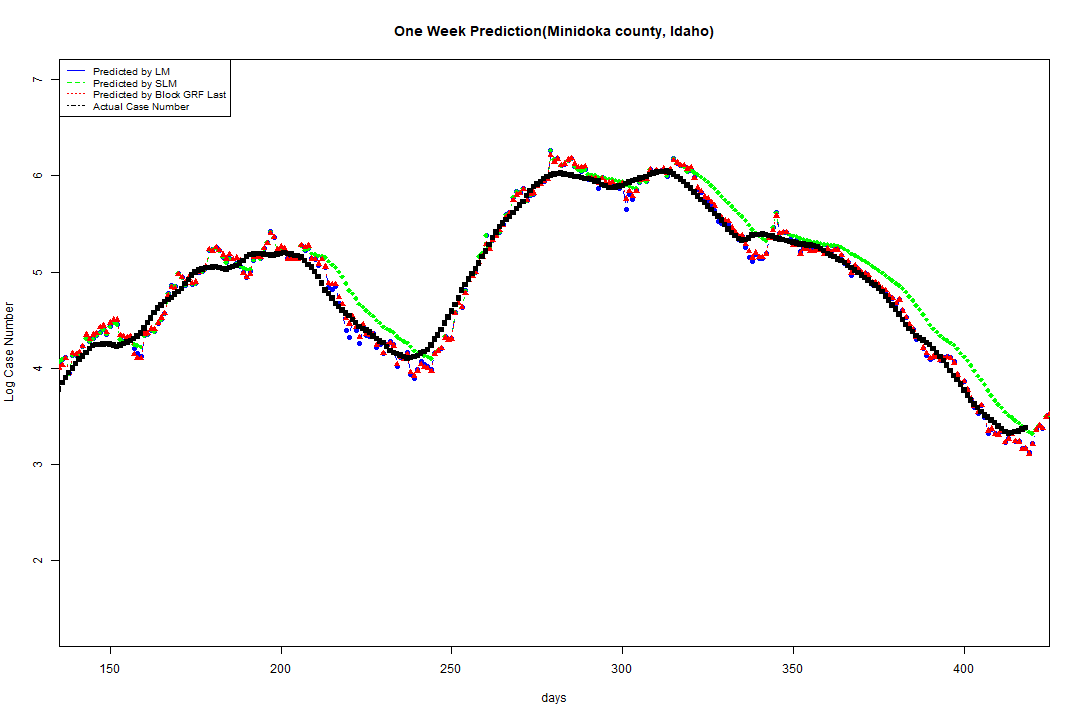 One Week Prediction(Minidoka county, Idaho)
Predicted by LM
Predicted by SLM
Predicted by Block GRF Last
Actual Case Number
7
6
5
4
3
2
Log Case Number
150 200 250 300 350 400
days